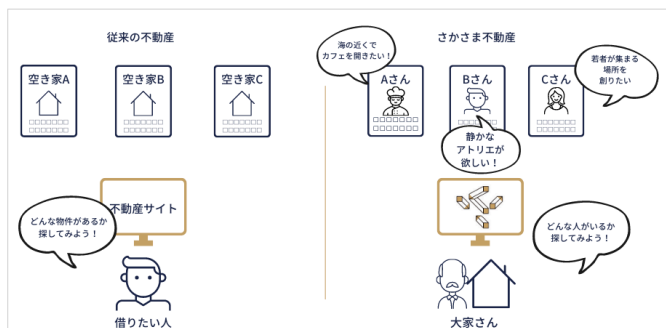 従来の不動産
空き家A
空き家B
空き家C
不動産サイト
どんな物件があるか
探してみよう！
借りたい人
さかさま不動産
海の近くで
カフェを開きたい！
Aさん
Bさん
Cさん
若者が集まる
場所を
創りたい
静かな
アトリエが
欲しい！
どんな人がいるか
探してみよう！
大家さん